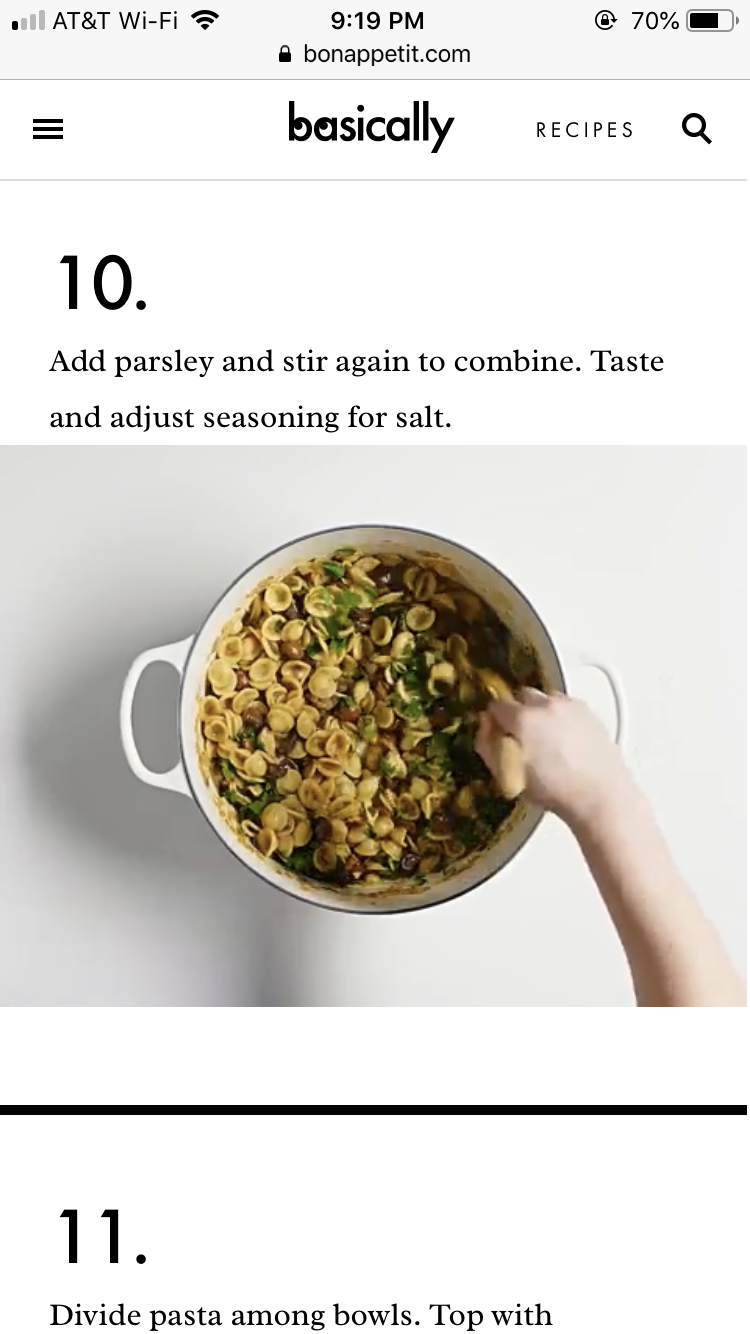 AT&T Wi-Fi 9:19 PM 70%
bonappetit.com
basically RECIPES
10.
Add parsley and stir again to combine. Taste
and adjust seasoning for salt.
11.
Divide pasta among bowls. Top with